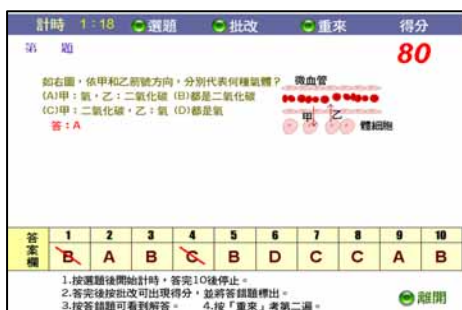 計時 1:18 選題 批改 重來 得分
第 題 80
如右圖,依甲和乙箭號方向,分別代表何種氣體?
(A)甲:氧,乙:二氧化碳 (B)都是二氧化碳
(C)甲:二氧化碳,乙:氧 (D)都是氧
答:A
微血管
甲 乙
體細胞
答案欄 1 2 3 4 5 6 7 8 9 10
B A B C B D C C A B
1.按選題後開始計時,答完10後停止。
2.答完後按批改可出現得分,並將答錯題標出。
3.按答錯題可看到解答。 4.按「重來」考第二遍。
離開